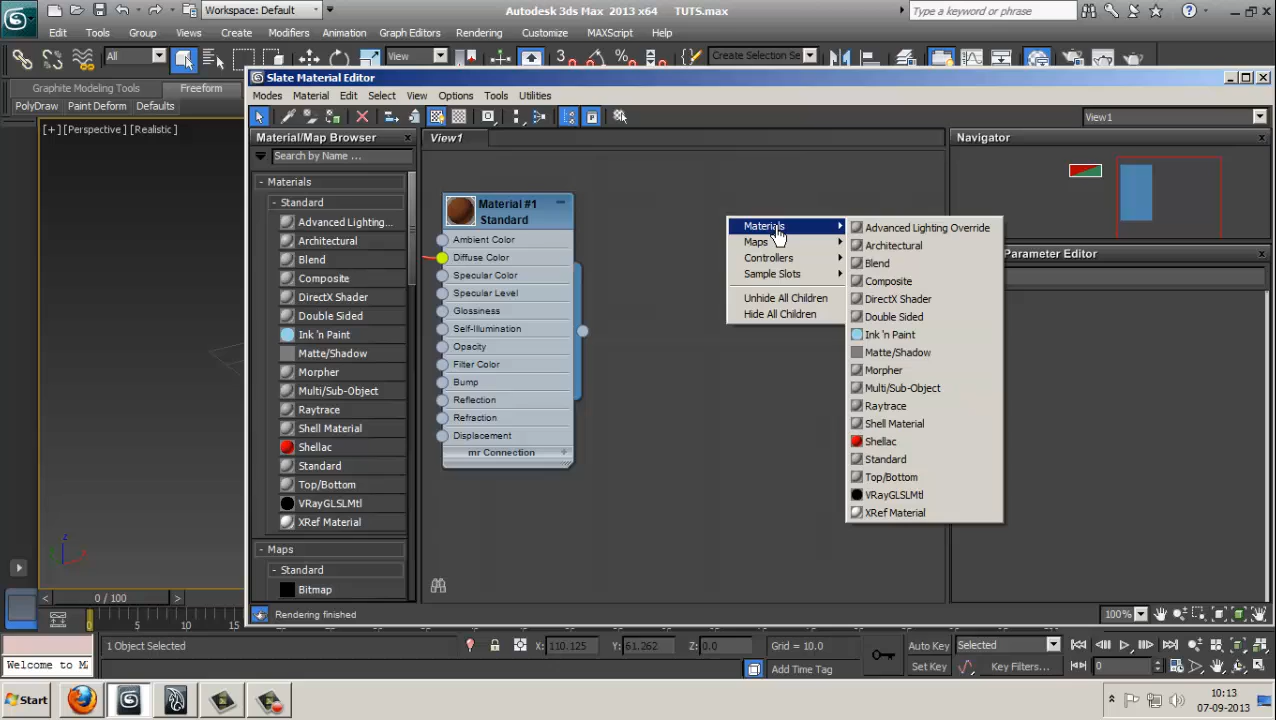 Workspace: Default
Autodesk 3ds Max 2013 x64 TUTS.max
Type a keyword or phrase
Edit Tools Group Views Create Modifiers Animation Graph Editors Rendering Customize MAXScript Help
All
View
Create Selection Se
Graphite Modeling Tools Freeform
PolyDraw Paint Deform Defaults
[+] [Perspective] [Realistic]
Slate Material Editor
Modes Material Edit Select View Options Tools Utilities
View1
Material/Map Browser
Search by Name ...
Materials
Standard
Advanced Lighting...
Architectural
Blend
Composite
DirectX Shader
Double Sided
Ink 'n Paint
Matte/Shadow
Morpher
Multi/Sub-Object
Raytrace
Shell Material
Shellac
Standard
Top/Bottom
VRayGLSLMtl
XRef Material
Maps
Standard
Bitmap
View1
Material #1
Standard
Ambient Color
Diffuse Color
Specular Color
Specular Level
Glossiness
Self-Illumination
Opacity
Filter Color
Bump
Reflection
Refraction
Displacement
mr Connection
Materials
Maps
Controllers
Sample Slots
Unhide All Children
Hide All Children
Advanced Lighting Override
Architectural
Blend
Composite
DirectX Shader
Double Sided
Ink 'n Paint
Matte/Shadow
Morpher
Multi/Sub-Object
Raytrace
Shell Material
Shellac
Standard
Top/Bottom
VRayGLSLMtl
XRef Material
Navigator
Parameter Editor
Rendering finished
100%
0 / 100
0 5 10 15
z
1 Object Selected
X: 110.125 Y: 61.262 Z: 0.0 Grid = 10.0
Auto Key Selected
Welcome to M
Add Time Tag
Set Key Key Filters...
0
Start
10:13
07-09-2013